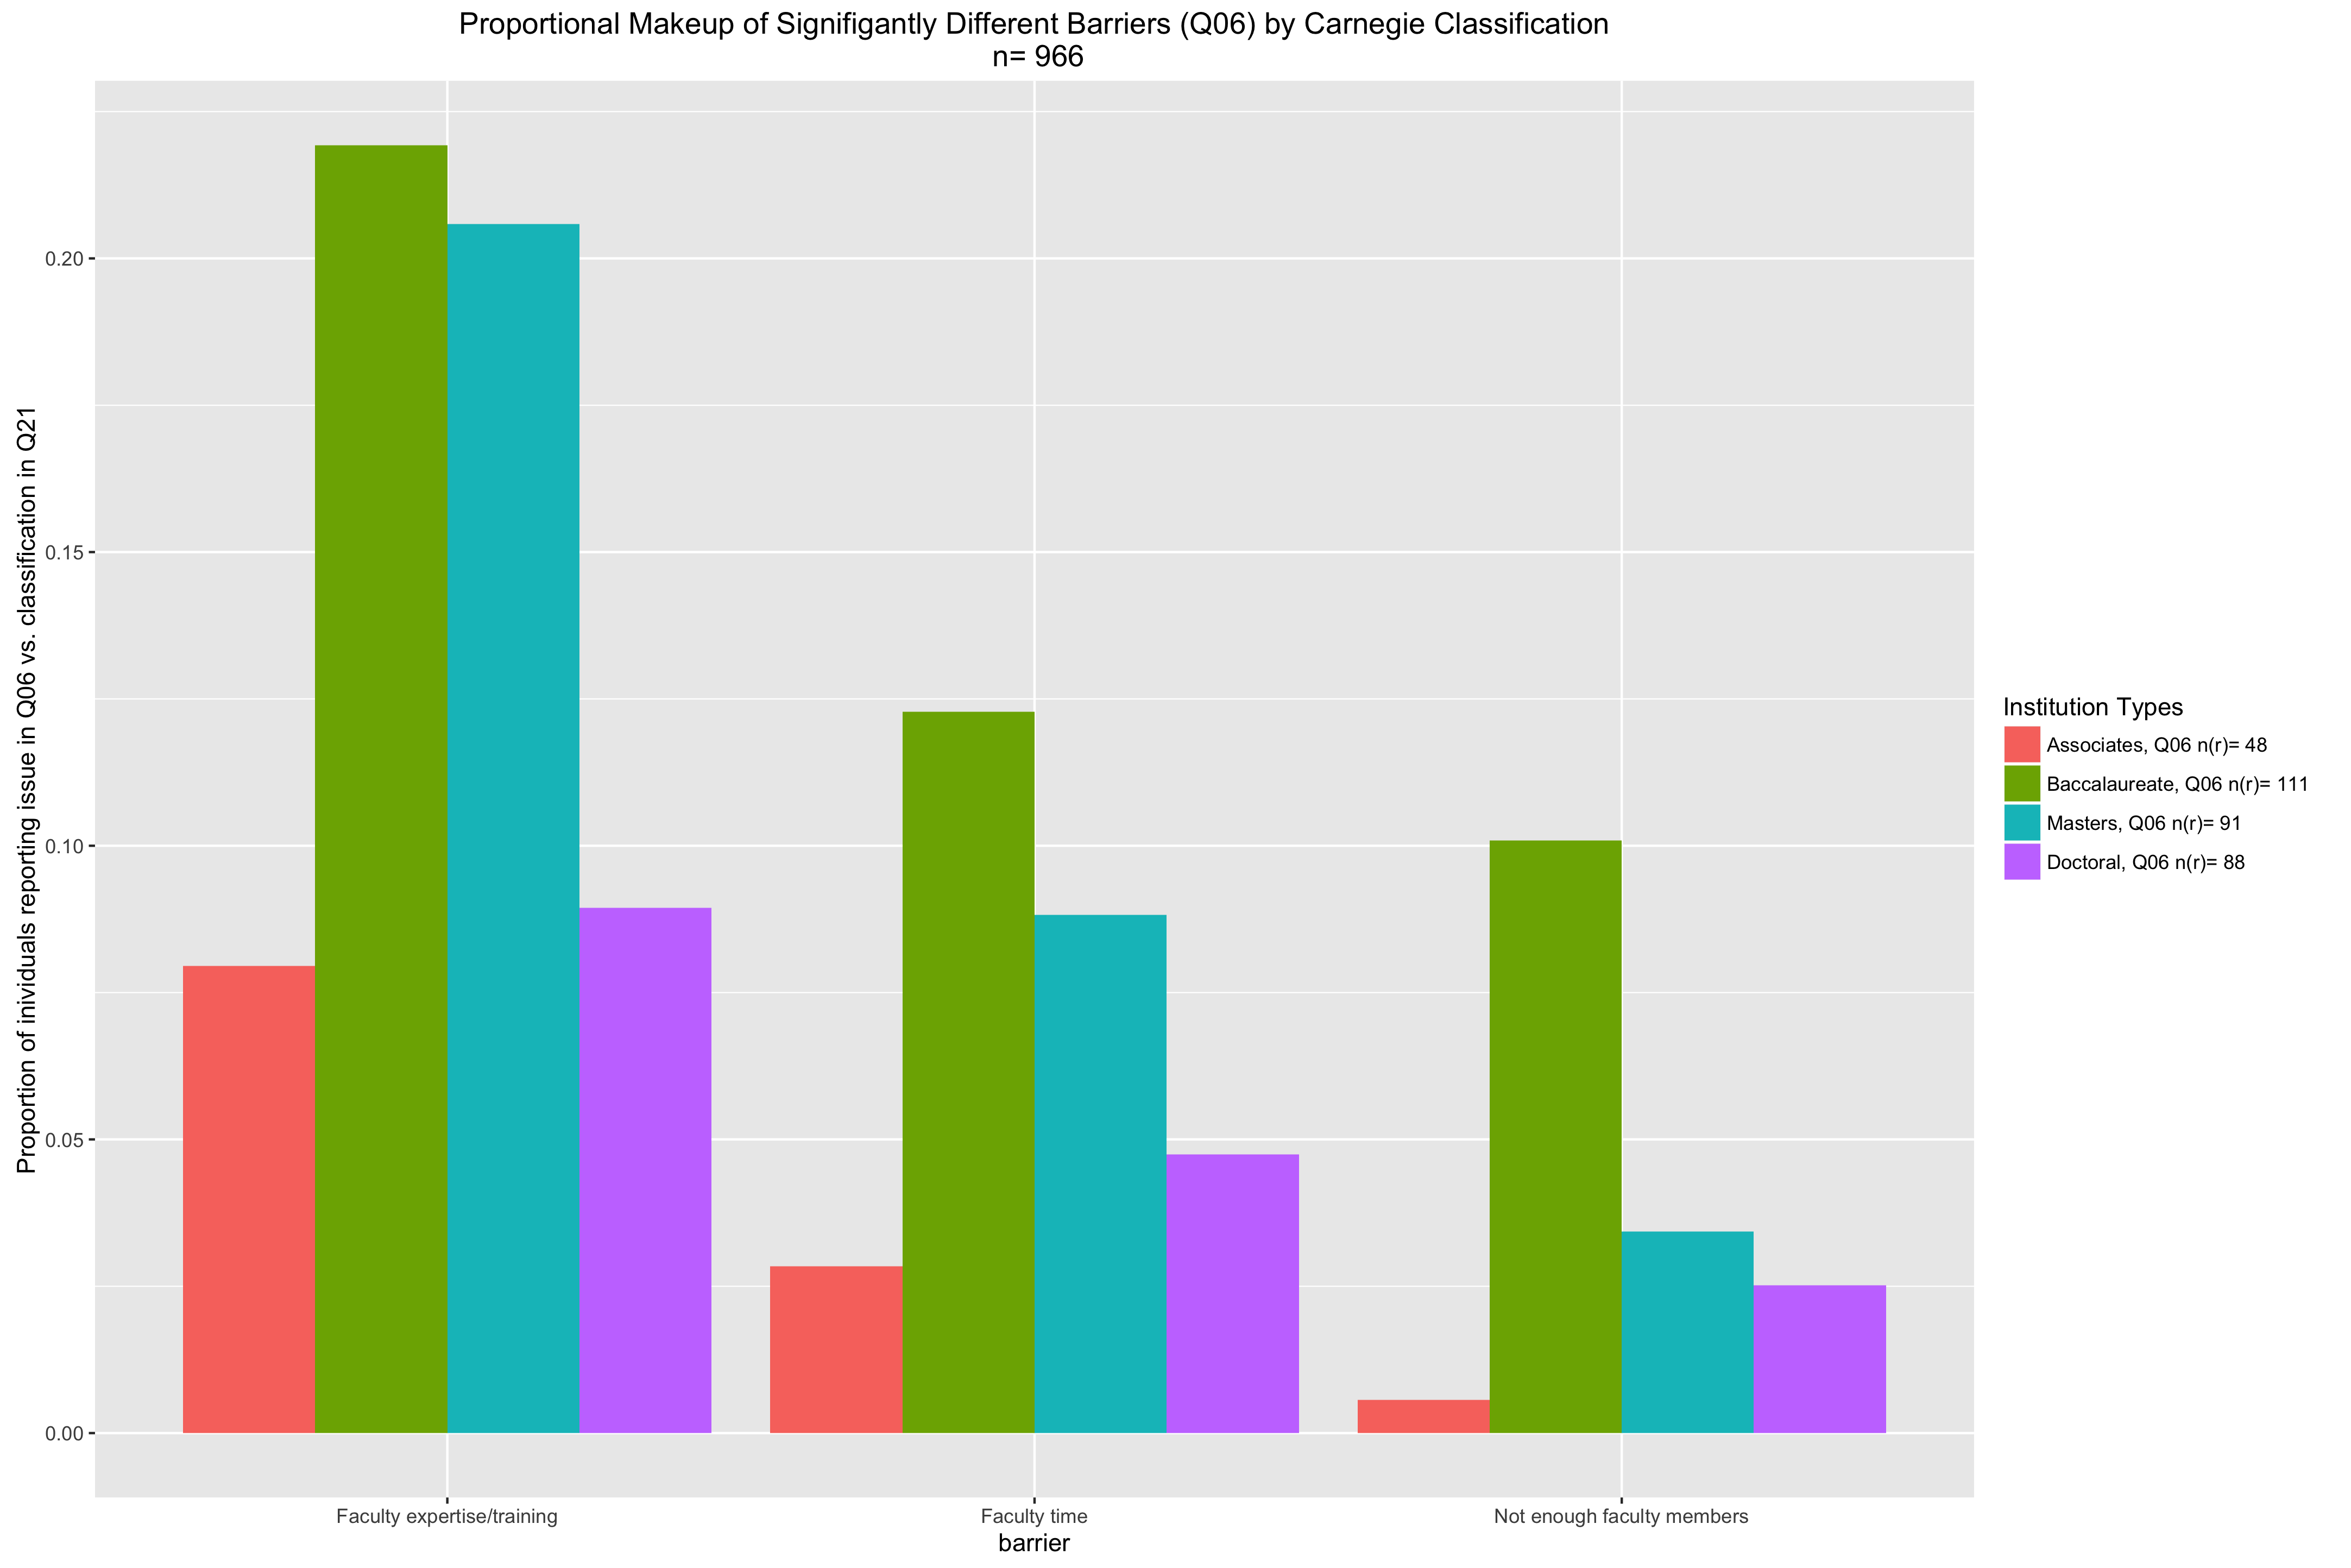 Proportional Makeup of Signifigantly Different Barriers (Q06) by Carnegie Classification
n= 966
Proportion of inividuals reporting issue in Q06 vs. classification in Q21
0.20
0.15
0.10
0.05
0.00
Faculty expertise/training
Faculty time
Not enough faculty members
barrier
Institution Types
Associates, Q06 n(r)= 48
Baccalaureate, Q06 n(r)= 111
Masters, Q06 n(r)= 91
Doctoral, Q06 n(r)= 88